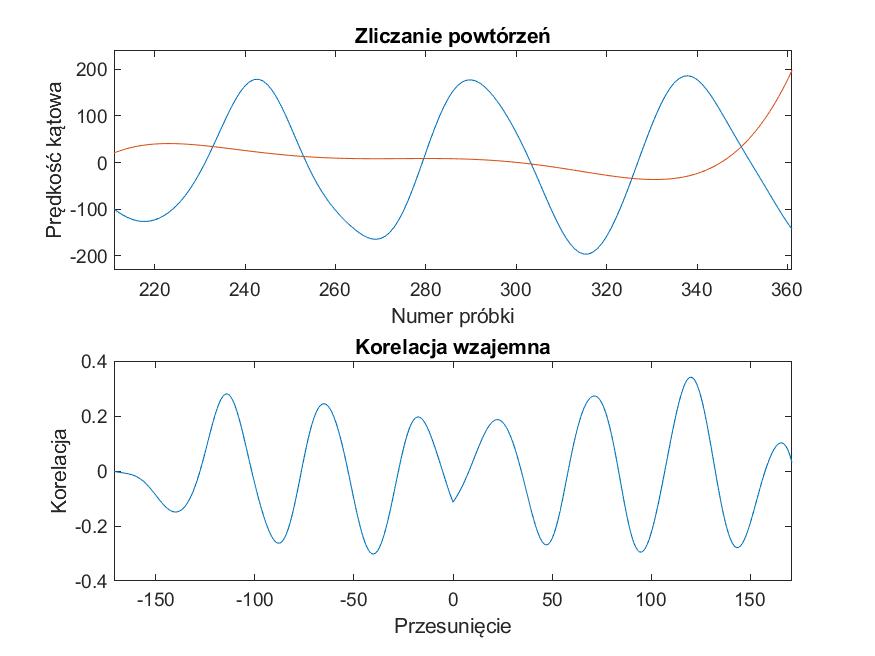 Zliczanie powtórzeń
Prędkość kątowa
200
100
0
-100
-200
220 240 260 280 300 320 340 360
Numer próbki
Korelacja wzajemna
Korelacja
0.4
0.2
0
-0.2
-0.4
-150 -100 -50 0 50 100 150
Przesunięcie